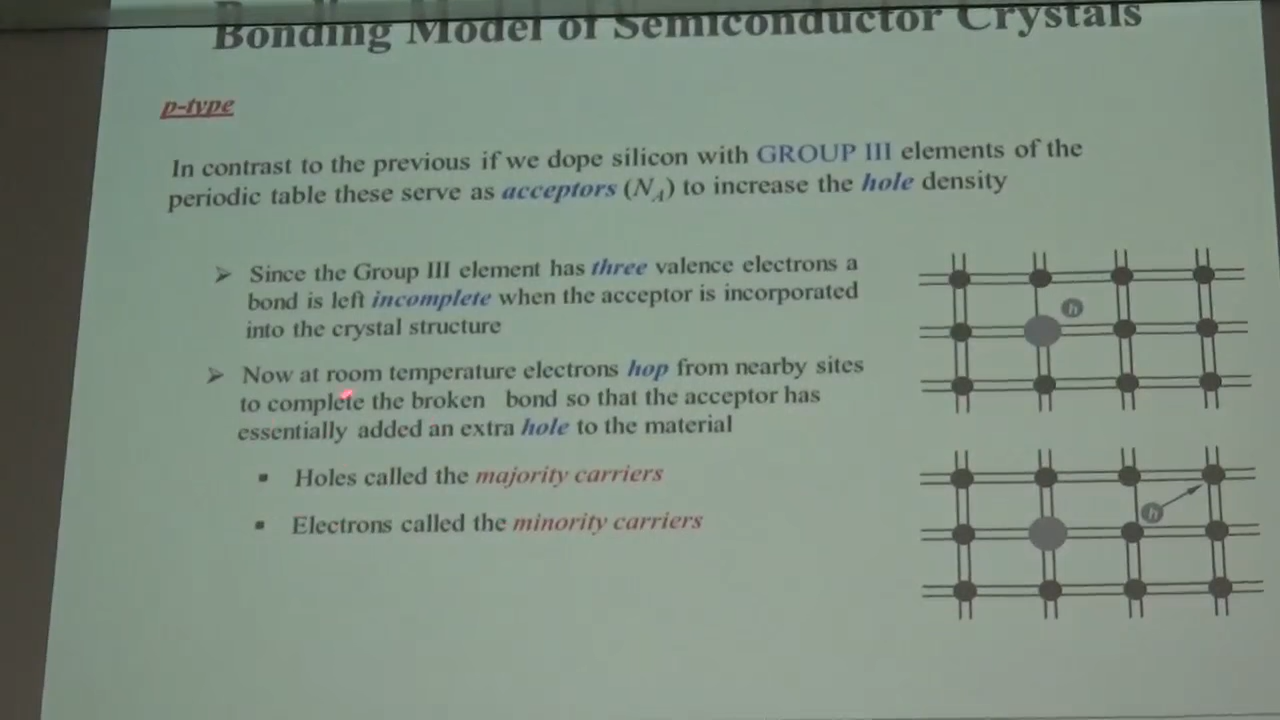 Bonding Model of Semiconductor Crystals
p-type
In contrast to the previous if we dope silicon with GROUP III elements of the
periodic table these serve as acceptors (N_A) to increase the hole density
➢ Since the Group III element has three valence electrons a
bond is left incomplete when the acceptor is incorporated
into the crystal structure
➢ Now at room temperature electrons hop from nearby sites
to complete the broken bond so that the acceptor has
essentially added an extra hole to the material
▪ Holes called the majority carriers
▪ Electrons called the minority carriers
h
h